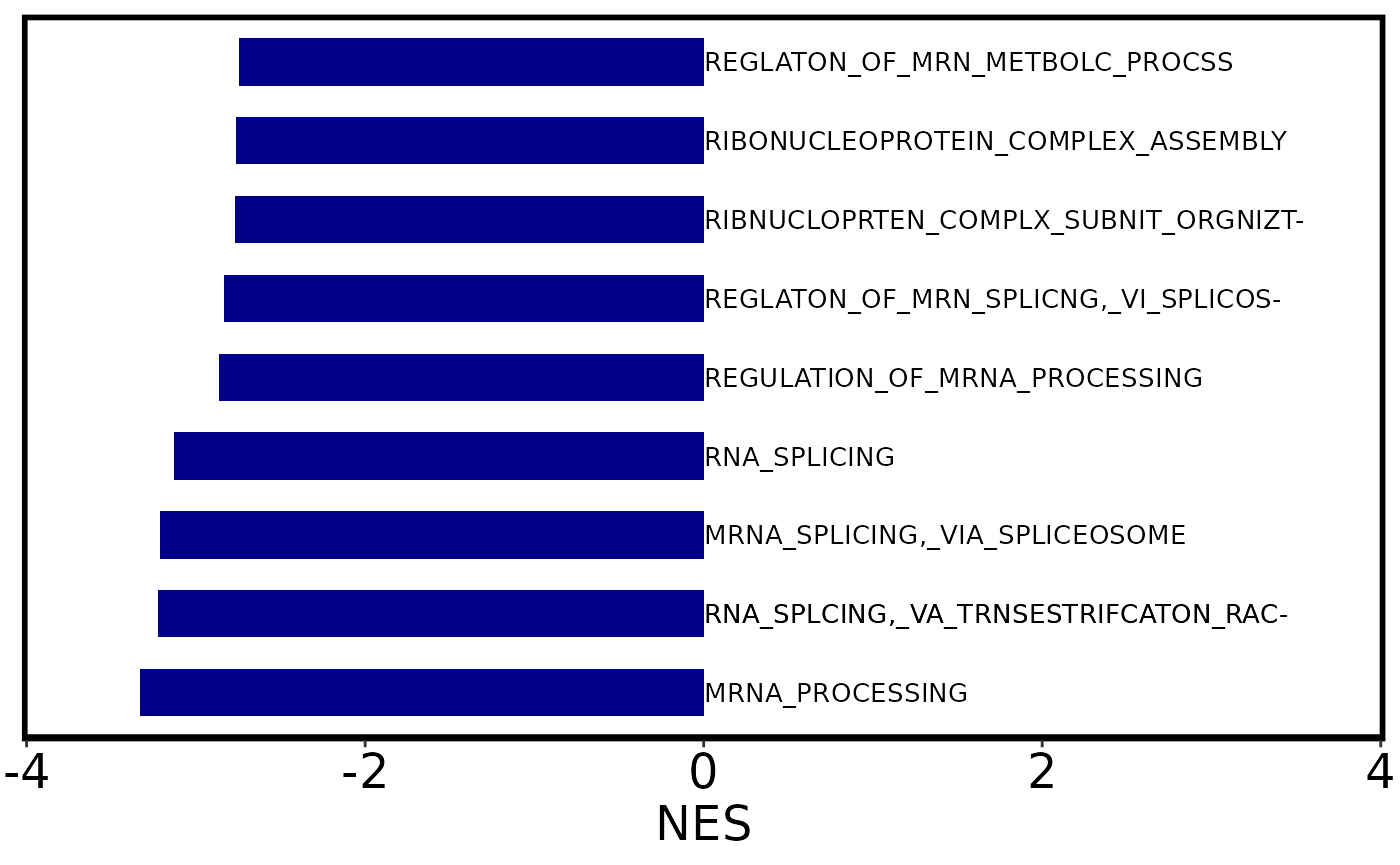 REGLATON_OF_MRN_METBOLC_PROCSS
RIBONUCLEOPROTEIN_COMPLEX_ASSEMBLY
RIBNUCLOPRTEN_COMPLX_SUBNIT_ORGNIZT-
REGLATON_OF_MRN_SPLICNG,_VI_SPLICOS-
REGULATION_OF_MRNA_PROCESSING
RNA_SPLICING
MRNA_SPLICING,_VIA_SPLICEOSOME
RNA_SPLCING,_VA_TRNSESTRIFCATON_RAC-
MRNA_PROCESSING
-4 -2 0 2 4
NES